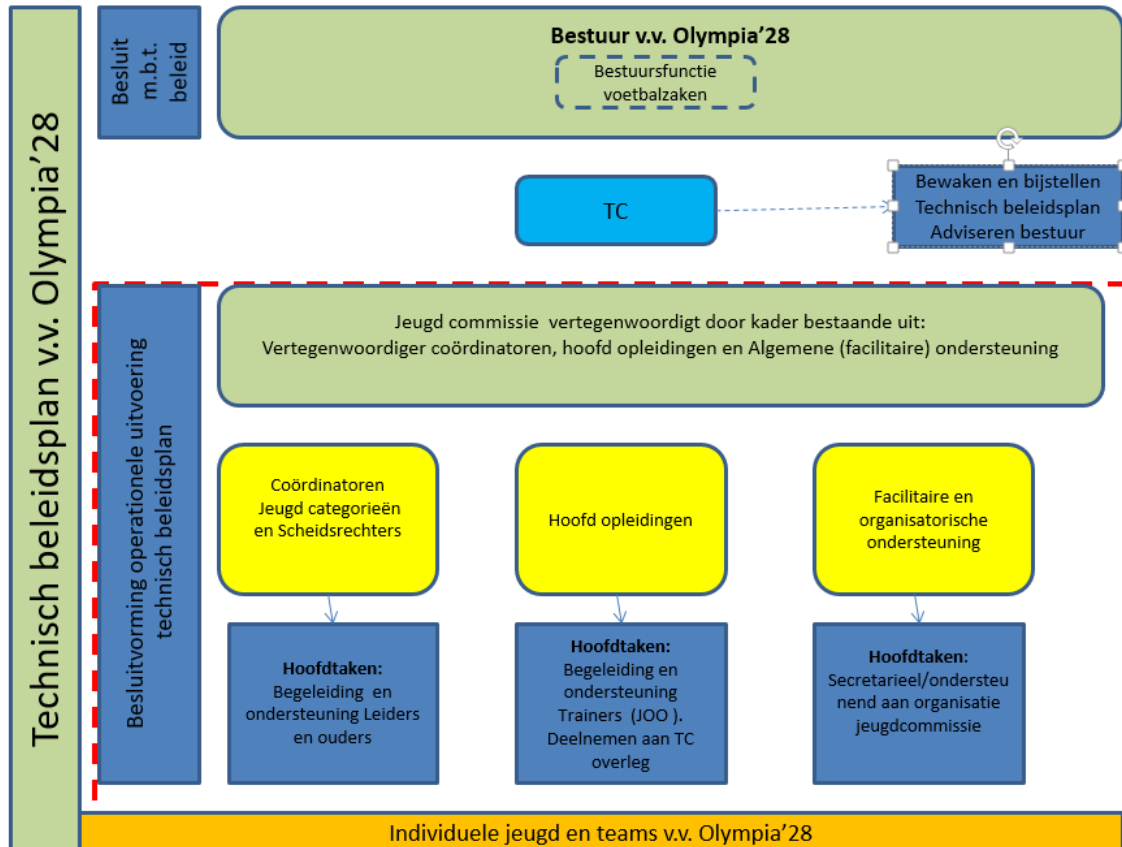 Technisch beleidsplan v.v. Olympia’28
Besluit
m.b.t.
beleid
Bestuur v.v. Olympia’28
Bestuursfunctie
voetbalzaken
TC
Bewaken en bijstellen
Technisch beleidsplan
Adviseren bestuur
Besluitvorming operationele uitvoering
technisch beleidsplan
Jeugd commissie vertegenwoordigt door kader bestaande uit:
Vertegenwoordiger coördinatoren, hoofd opleidingen en Algemene (facilitaire) ondersteuning
Coördinatoren
Jeugd categorieën
en Scheidsrechters
Hoofd opleidingen
Facilitaire en
organisatorische
ondersteuning
Hoofdtaken:
Begeleiding en
ondersteuning Leiders
en ouders
Hoofdtaken:
Begeleiding en
ondersteuning
Trainers (JOO ).
Deelnemen aan TC
overleg
Hoofdtaken:
Secretarieel/ondersteu
nend aan organisatie
jeugdcommissie
Individuele jeugd en teams v.v. Olympia’28